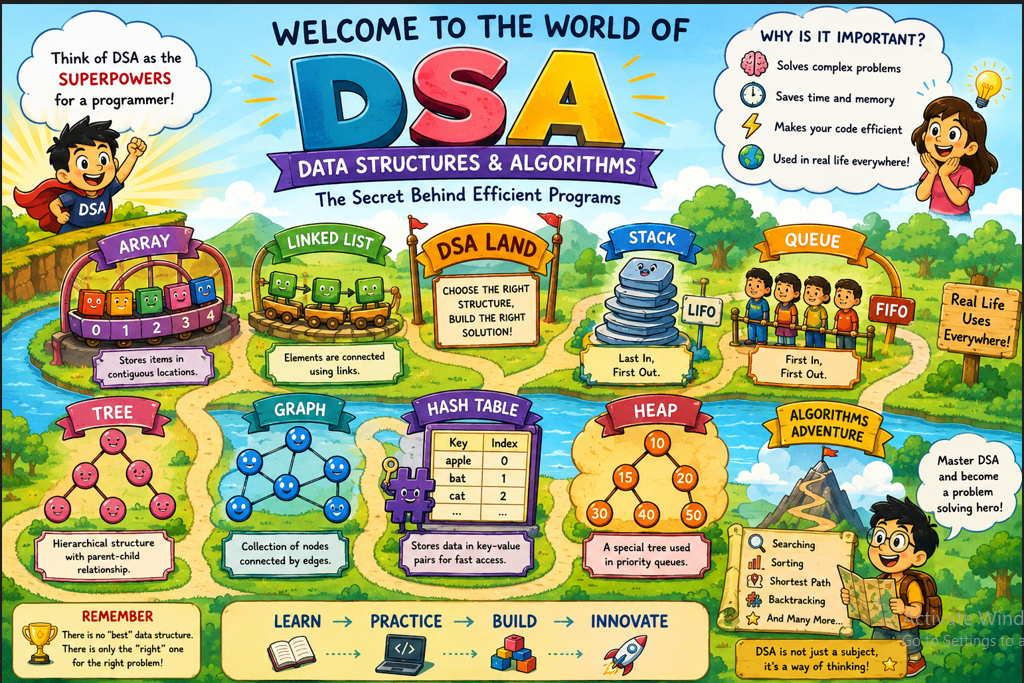 WELCOME TO THE WORLD OF
DSA
DATA STRUCTURES & ALGORITHMS
The Secret Behind Efficient Programs
Think of DSA as the
SUPERPOWERS
for a programmer!
DSA
WHY IS IT IMPORTANT?
Solves complex problems
Saves time and memory
Makes your code efficient
Used in real life everywhere!
ARRAY
0 1 2 3 4
Stores items in
contiguous locations.
LINKED LIST
Elements are connected
using links.
DSA LAND
CHOOSE THE RIGHT
STRUCTURE,
BUILD THE RIGHT
SOLUTION!
STACK
LIFO
Last In,
First Out.
QUEUE
FIFO
First In,
First Out.
Real Life
Uses
Everywhere!
TREE
Hierarchical structure
with parent-child
relationship.
GRAPH
Collection of nodes
connected by edges.
HASH TABLE
Key Index
apple 0
bat 1
cat 2
... ...
Stores data in key-value
pairs for fast access.
HEAP
10
15 20
30 40 50
A special tree used
in priority queues.
ALGORITHMS
ADVENTURE
Searching
Sorting
Shortest Path
Backtracking
And Many More...
Master DSA
and become
a problem
solving hero!
REMEMBER
There is no "best" data structure.
There is only the "right" one
for the right problem!
LEARN → PRACTICE → BUILD → INNOVATE
DSA is not just a subject,
it's a way of thinking!
Activate Wind
Go to Settings to a